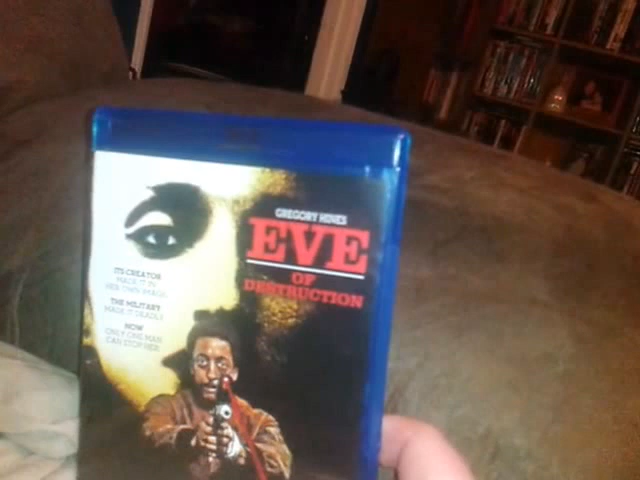 GREGORY HINES
EVE
OF
DESTRUCTION
ITS CREATOR
MADE IT IN
HER OWN IMAGE.
THE MILITARY
MADE IT DEADLY.
NOW
ONLY ONE MAN
CAN STOP HER.